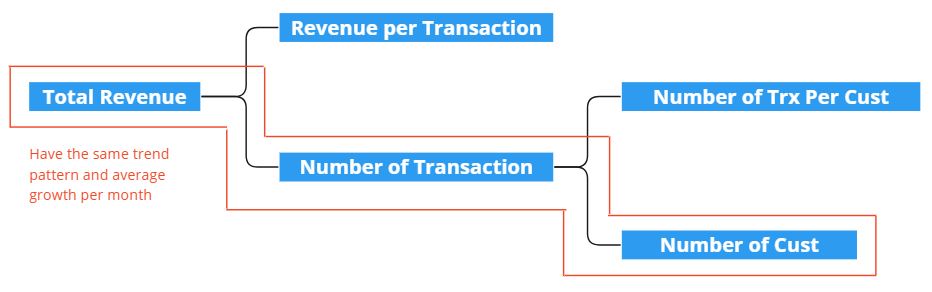 Revenue per Transaction
Total Revenue
Number of Trx Per Cust
Have the same trend
pattern and average
growth per month
Number of Transaction
Number of Cust